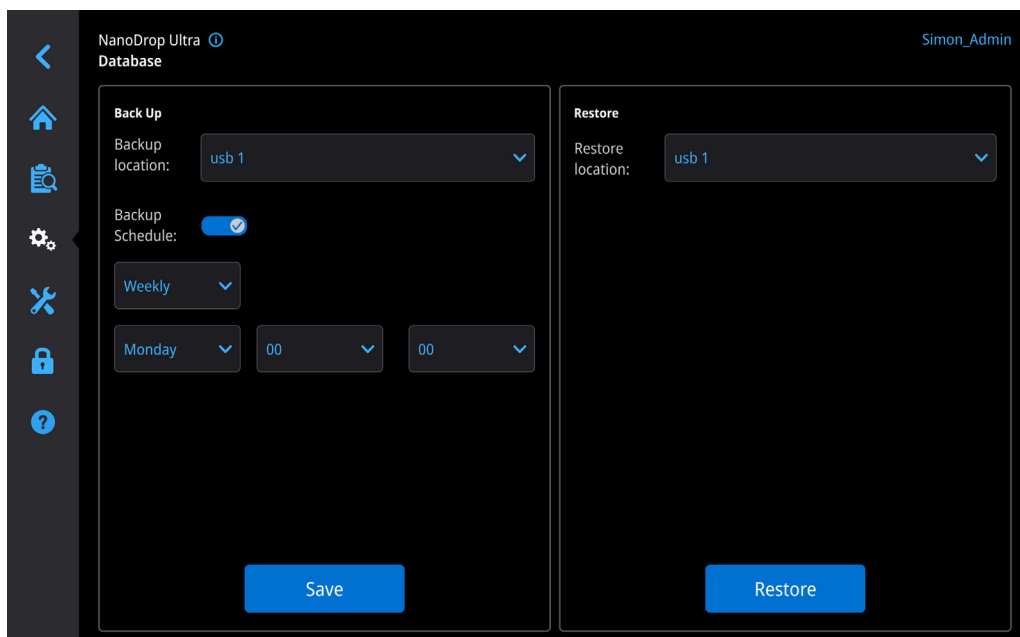 NanoDrop Ultra
Simon_Admin
Database
Back Up
Backup
location:
usb 1
Backup
Schedule:
Weekly
Monday
00
00
Save
Restore
Restore
location:
usb 1
Restore
?